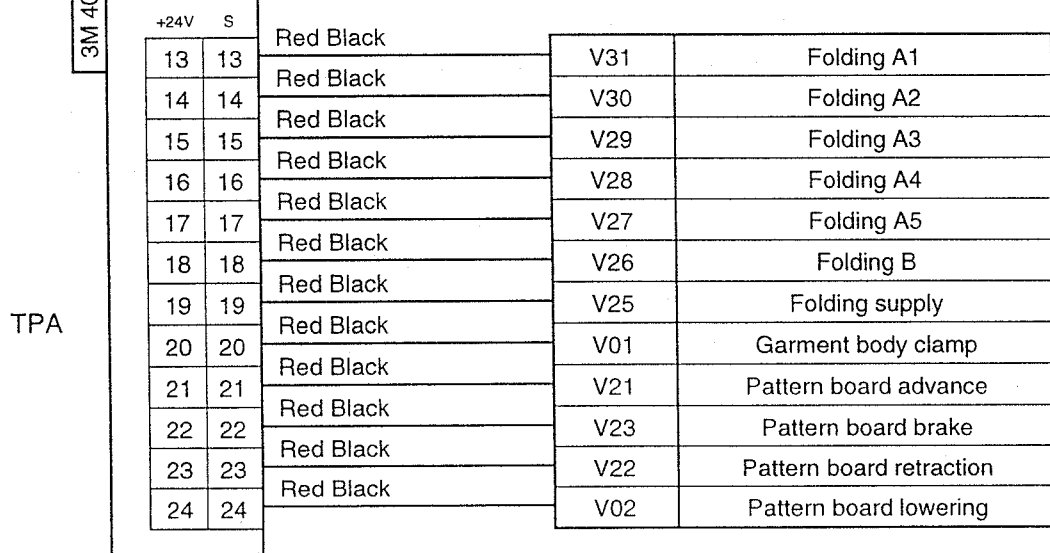 3M 40
+24V S
Red Black
13 13 V31 Folding A1
Red Black
14 14 V30 Folding A2
Red Black
15 15 V29 Folding A3
Red Black
16 16 V28 Folding A4
Red Black
17 17 V27 Folding A5
Red Black
18 18 V26 Folding B
Red Black
19 19 V25 Folding supply
TPA
Red Black
20 20 V01 Garment body clamp
Red Black
21 21 V21 Pattern board advance
Red Black
22 22 V23 Pattern board brake
Red Black
23 23 V22 Pattern board retraction
Red Black
24 24 V02 Pattern board lowering